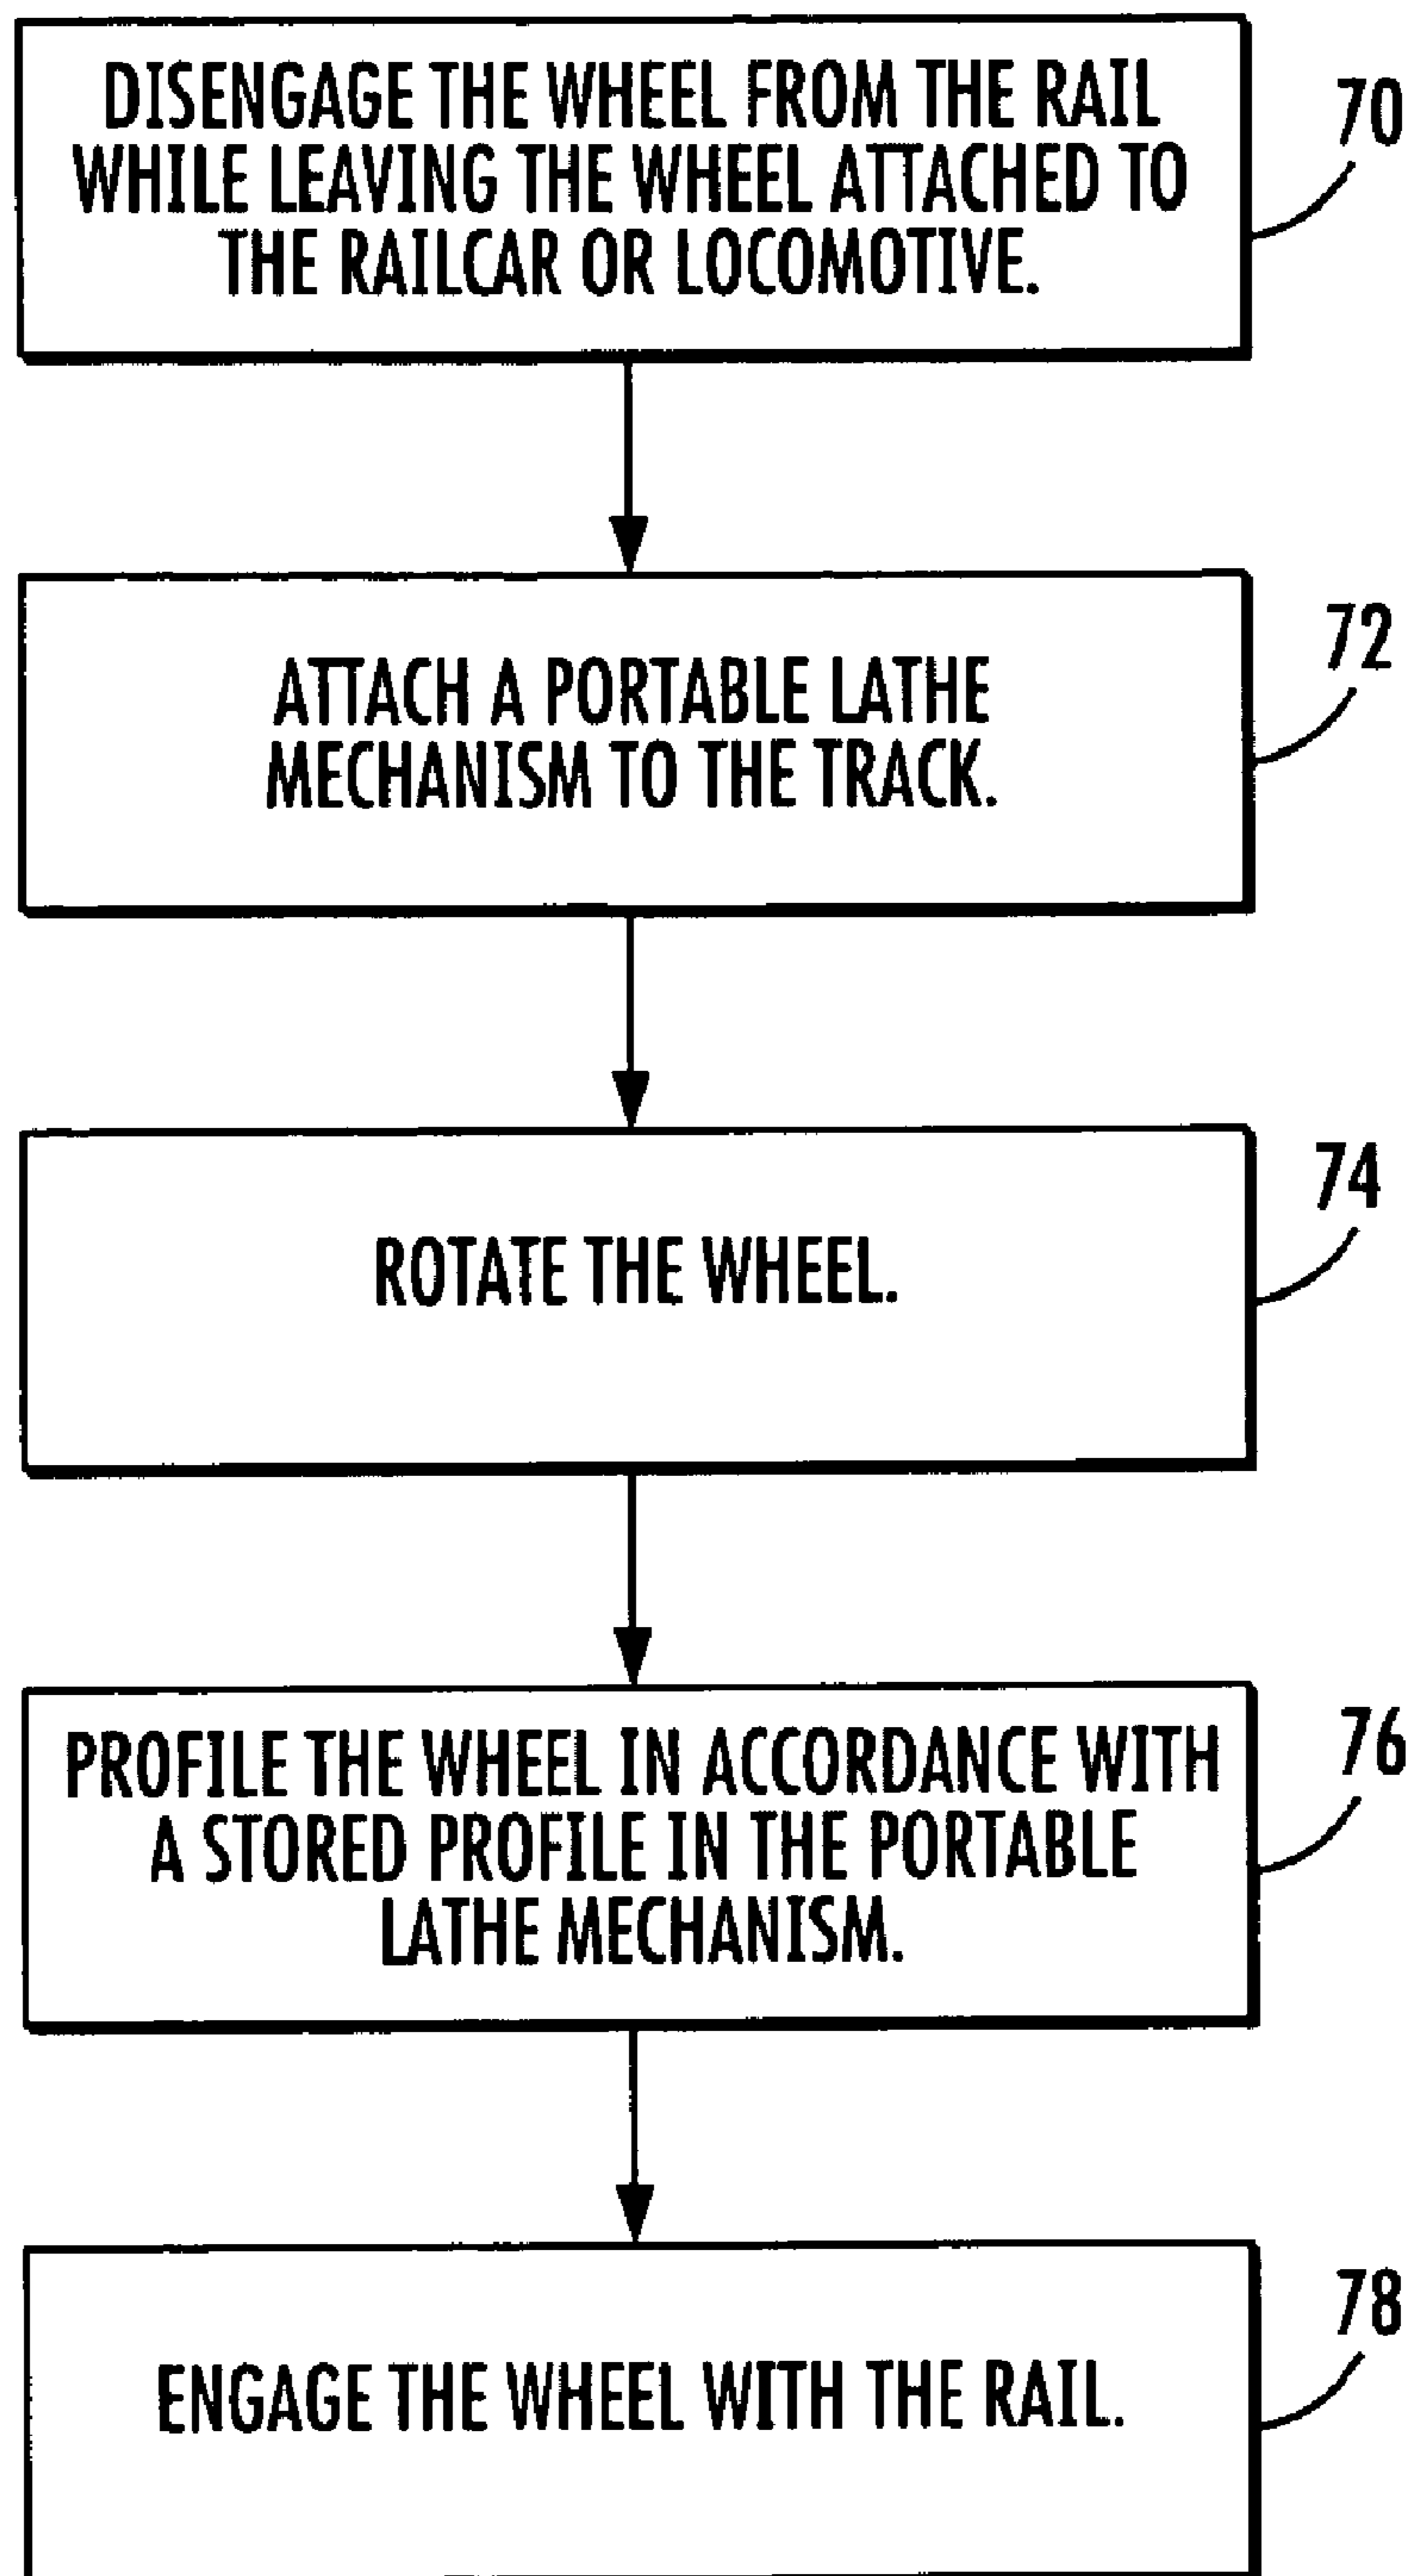 DISENGAGE THE WHEEL FROM THE RAIL
WHILE LEAVING THE WHEEL ATTACHED TO
THE RAILCAR OR LOCOMOTIVE.
70
ATTACH A PORTABLE LATHE
MECHANISM TO THE TRACK.
72
ROTATE THE WHEEL.
74
PROFILE THE WHEEL IN ACCORDANCE WITH
A STORED PROFILE IN THE PORTABLE
LATHE MECHANISM.
76
ENGAGE THE WHEEL WITH THE RAIL.
78